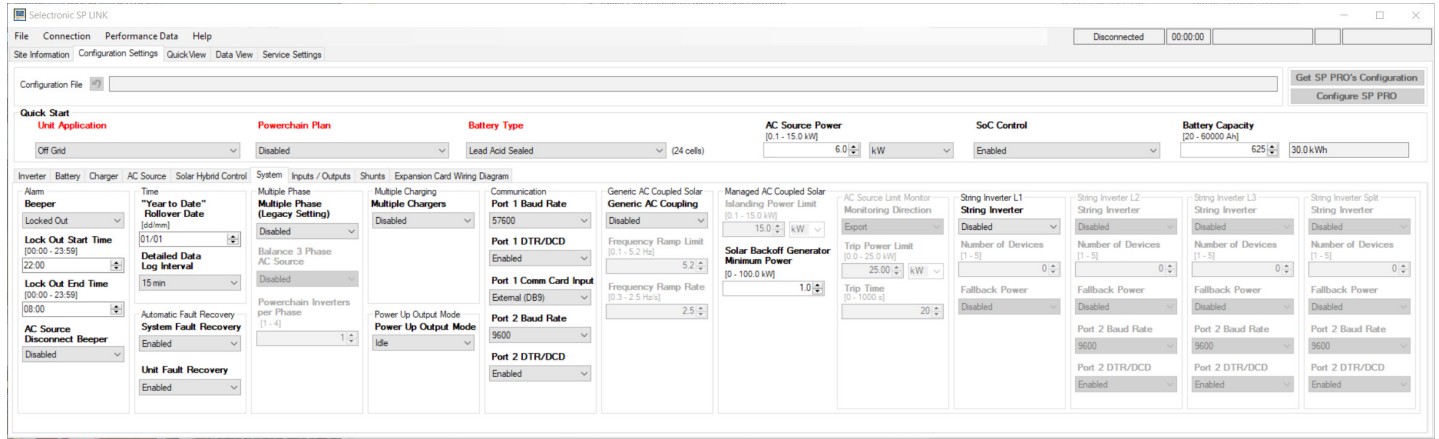 Selectronic SP LINK
File Connection Performance Data Help
Disconnected 00:00:00
Site Information Configuration Settings QuickView Data View Service Settings
Configuration File
Get SP PRO's Configuration
Configure SP PRO
Quick Start
Unit Application
Off Grid
Powerchain Plan
Disabled
Battery Type
Lead Acid Sealed (24 cells)
AC Source Power
[0.1 - 15.0 kW]
6.0 kW
SoC Control
Enabled
Battery Capacity
[20 - 60000 Ah]
625 30.0 kWh
Inverter Battery Charger AC Source Solar Hybrid Control System Inputs / Outputs Shunts Expansion Card Wiring Diagram
Alarm
Beeper
Locked Out
Lock Out Start Time
[00:00 - 23:59]
22:00
Lock Out End Time
[00:00 - 23:59]
08:00
AC Source
Disconnect Beeper
Disabled
Time
"Year to Date"
Rollover Date
[dd/mm]
01/01
Detailed Data
Log Interval
15 min
Automatic Fault Recovery
System Fault Recovery
Enabled
Unit Fault Recovery
Enabled
Multiple Phase
Multiple Phase
(Legacy Setting)
Disabled
Balance 3 Phase
AC Source
Disabled
Powerchain Inverters
per Phase
[1 - 4]
1
Multiple Charging
Multiple Chargers
Disabled
Power Up Output Mode
Power Up Output Mode
Idle
Communication
Port 1 Baud Rate
57600
Port 1 DTR/DCD
Enabled
Port 1 Comm Card Input
External (DB9)
Port 2 Baud Rate
9600
Port 2 DTR/DCD
Enabled
Generic AC Coupled Solar
Generic AC Coupling
Disabled
Frequency Ramp Limit
[0.1 - 5.2 Hz]
5.2
Frequency Ramp Rate
[0.3 - 2.5 Hz/s]
2.5
Managed AC Coupled Solar
Islanding Power Limit
[0.1 - 15.0 kW]
15.0 kW
Solar Backoff Generator
Minimum Power
[0 - 100.0 kW]
1.0
AC Source Limit Monitor
Monitoring Direction
Export
Trip Power Limit
[0.0 - 25.0 kW]
25.00 kW
Trip Time
[0 - 1000 s]
20
String Inverter L1
String Inverter
Disabled
Number of Devices
[1 - 5]
0
Fallback Power
Disabled
String Inverter L2
String Inverter
Disabled
Number of Devices
[1 - 5]
0
Fallback Power
Disabled
Port 2 Baud Rate
9600
Port 2 DTR/DCD
Enabled
String Inverter L3
String Inverter
Disabled
Number of Devices
[1 - 5]
0
Fallback Power
Disabled
Port 2 Baud Rate
9600
Port 2 DTR/DCD
Enabled
String Inverter Split
String Inverter
Disabled
Number of Devices
[1 - 5]
0
Fallback Power
Disabled
Port 2 Baud Rate
9600
Port 2 DTR/DCD
Enabled